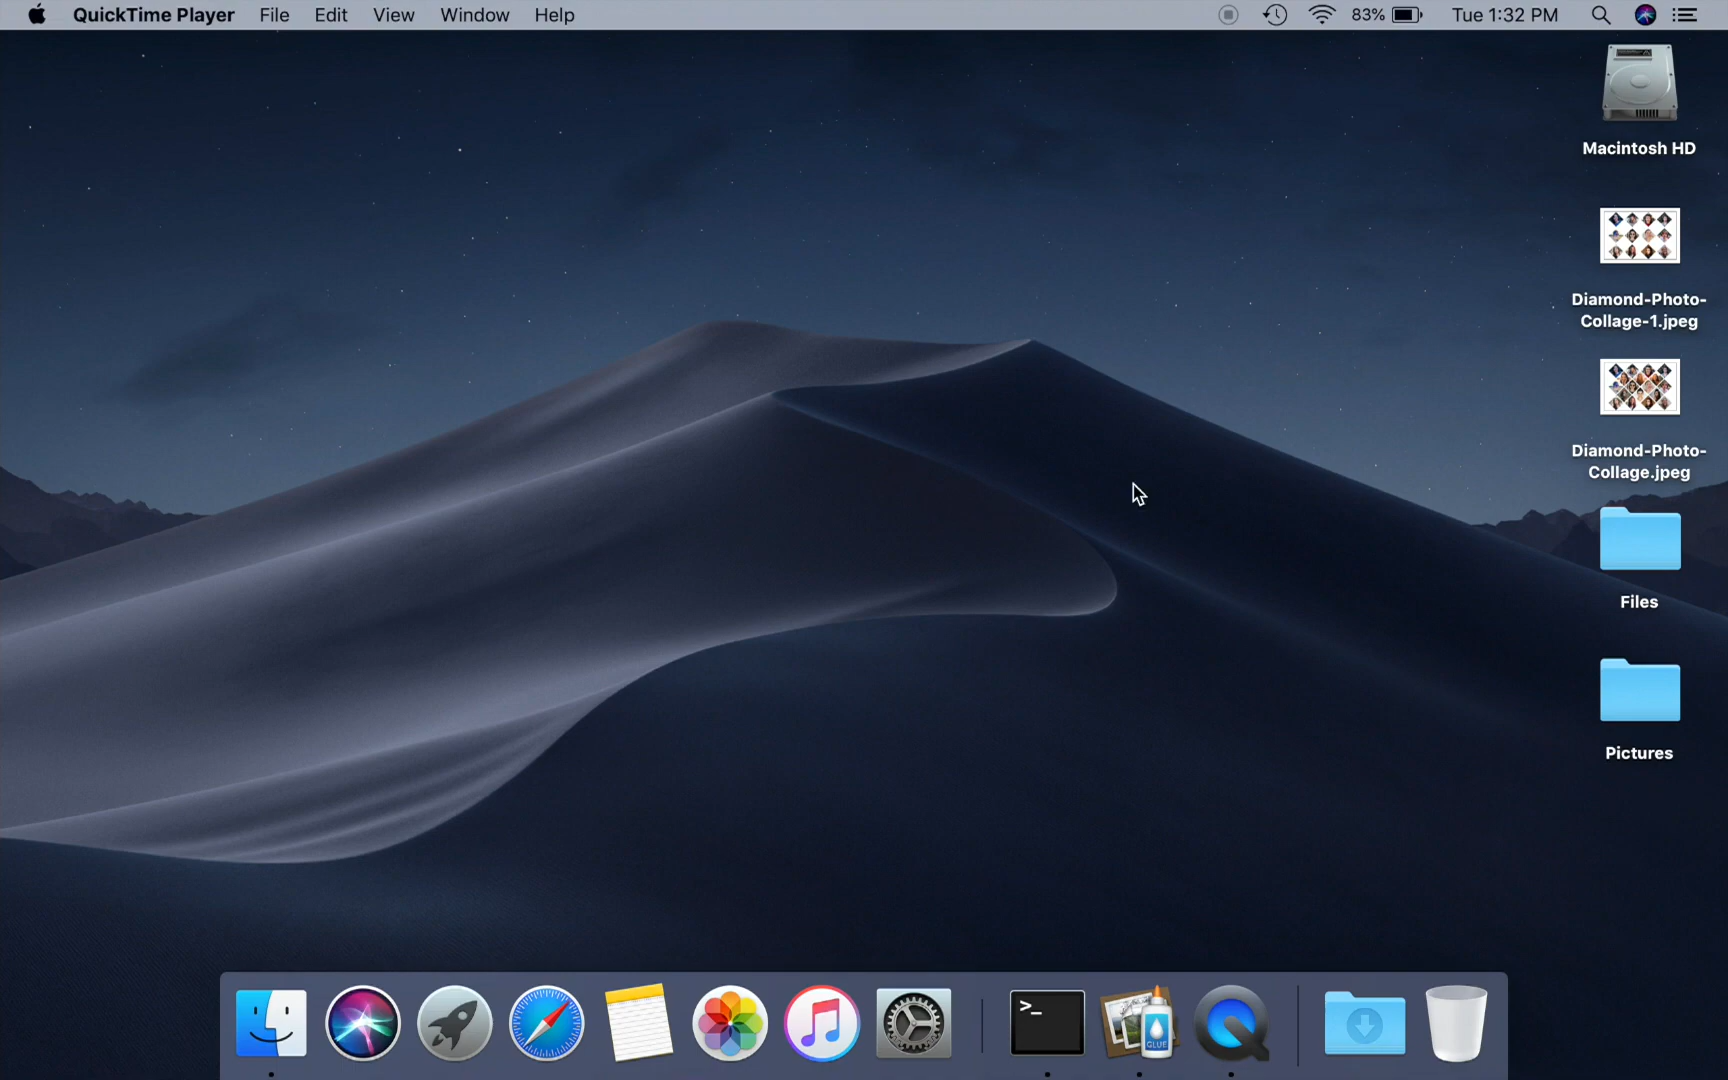 QuickTime Player File Edit View Window Help 83% Tue 1:32 PM
Macintosh HD
Diamond-Photo-
Collage-1.jpeg
Diamond-Photo-
Collage.jpeg
Files
Pictures
>_
GLUE